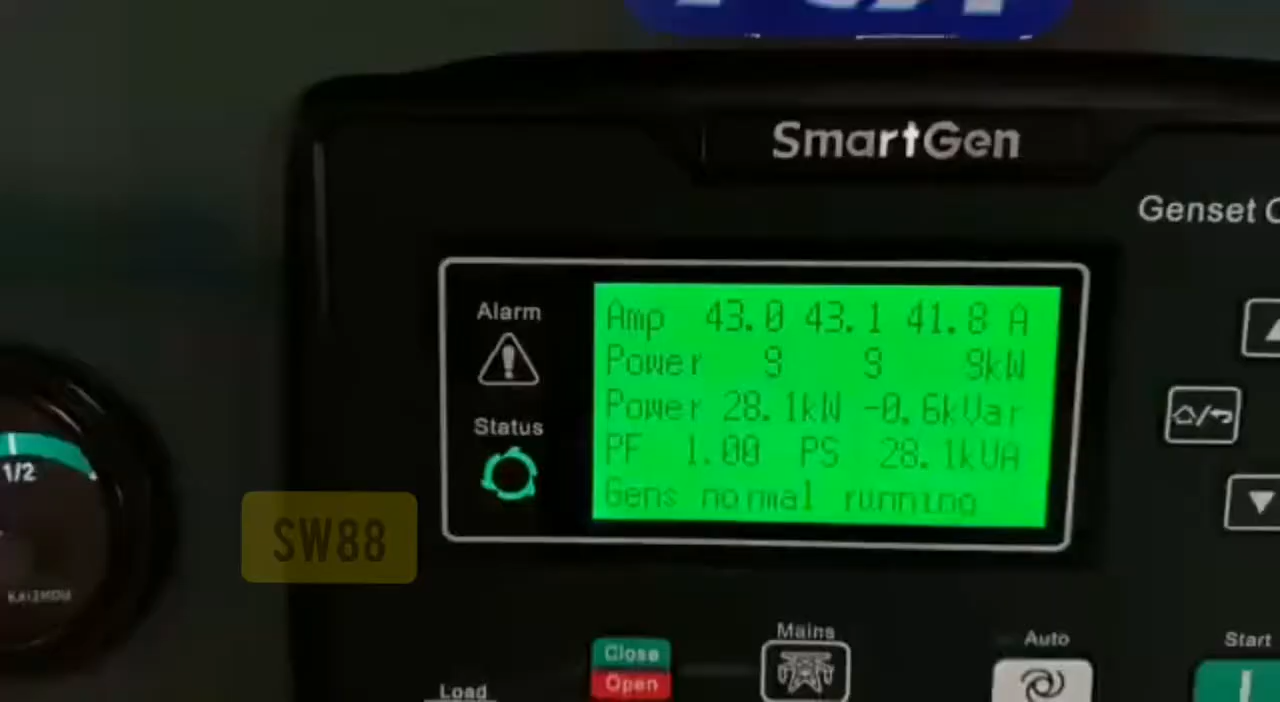 SmartGen
Genset
Alarm
Amp 43.0 43.1 41.8 A
Power 9 9 9kW
Power 28.1kW -0.6kVar
Status
PF 1.00 PS 28.1kVA
Gens normal running
1/2
SW88
KAIZHOU
Mains
Close
Auto
Start
Open
Load